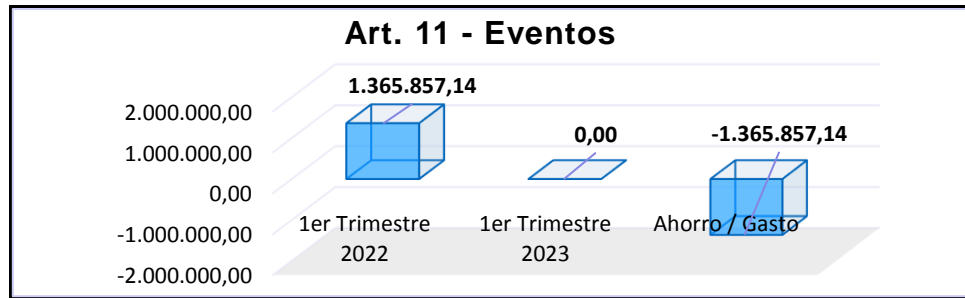 Art. 11 - Eventos
1.365.857,14
0,00
-1.365.857,14
2.000.000,00
1.000.000,00
0,00
-1.000.000,00
-2.000.000,00
1er Trimestre
2022
1er Trimestre
2023
Ahorro / Gasto